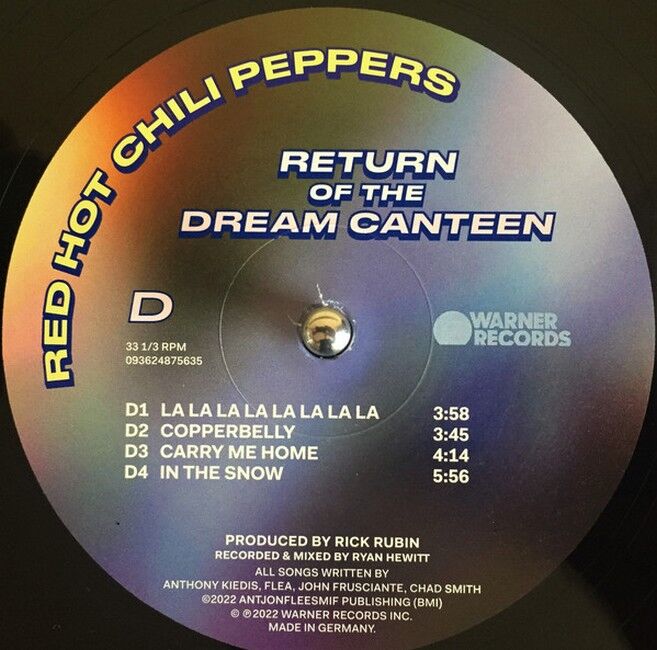 RED HOT CHILI PEPPERS
RETURN
OF THE
DREAM CANTEEN
D
33 1/3 RPM
093624875635
WARNER
RECORDS
D1 LA LA LA LA LA LA LA LA 3:58
D2 COPPERBELLY 3:45
D3 CARRY ME HOME 4:14
D4 IN THE SNOW 5:56
PRODUCED BY RICK RUBIN
RECORDED & MIXED BY RYAN HEWITT
ALL SONGS WRITTEN BY
ANTHONY KIEDIS, FLEA, JOHN FRUSCIANTE, CHAD SMITH
©2022 ANTJONFLEESMIF PUBLISHING (BMI)
© ℗2022 WARNER RECORDS INC.
MADE IN GERMANY.